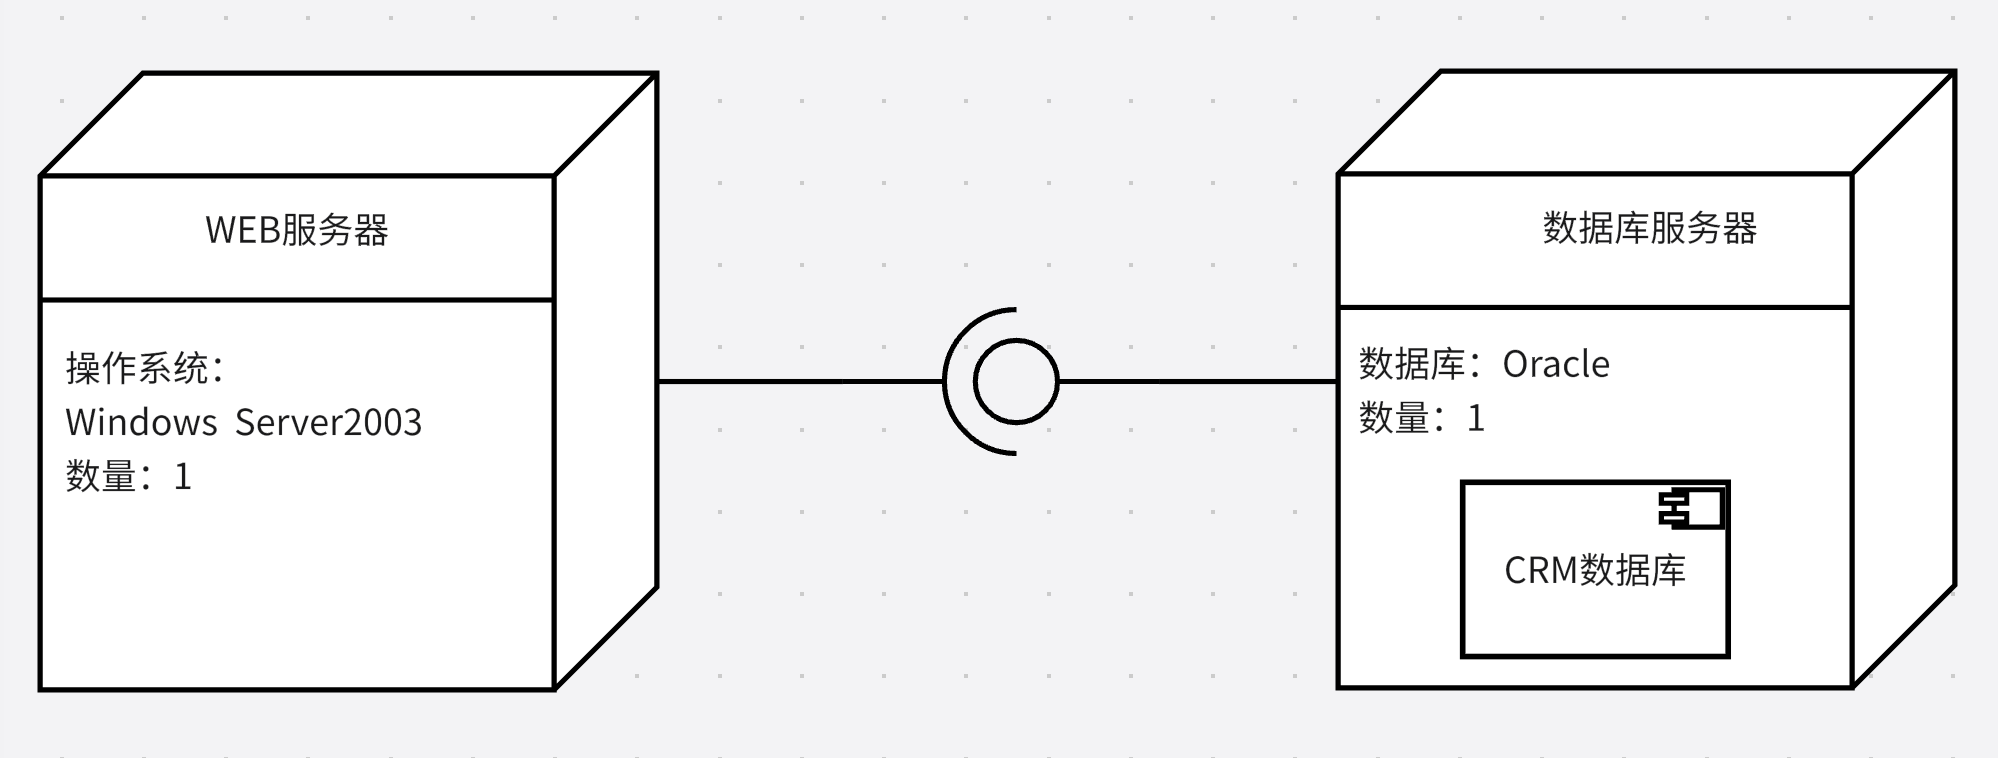 WEB服务器
操作系统：
Windows Server2003
数量：1
数据库服务器
数据库：Oracle
数量：1
CRM数据库